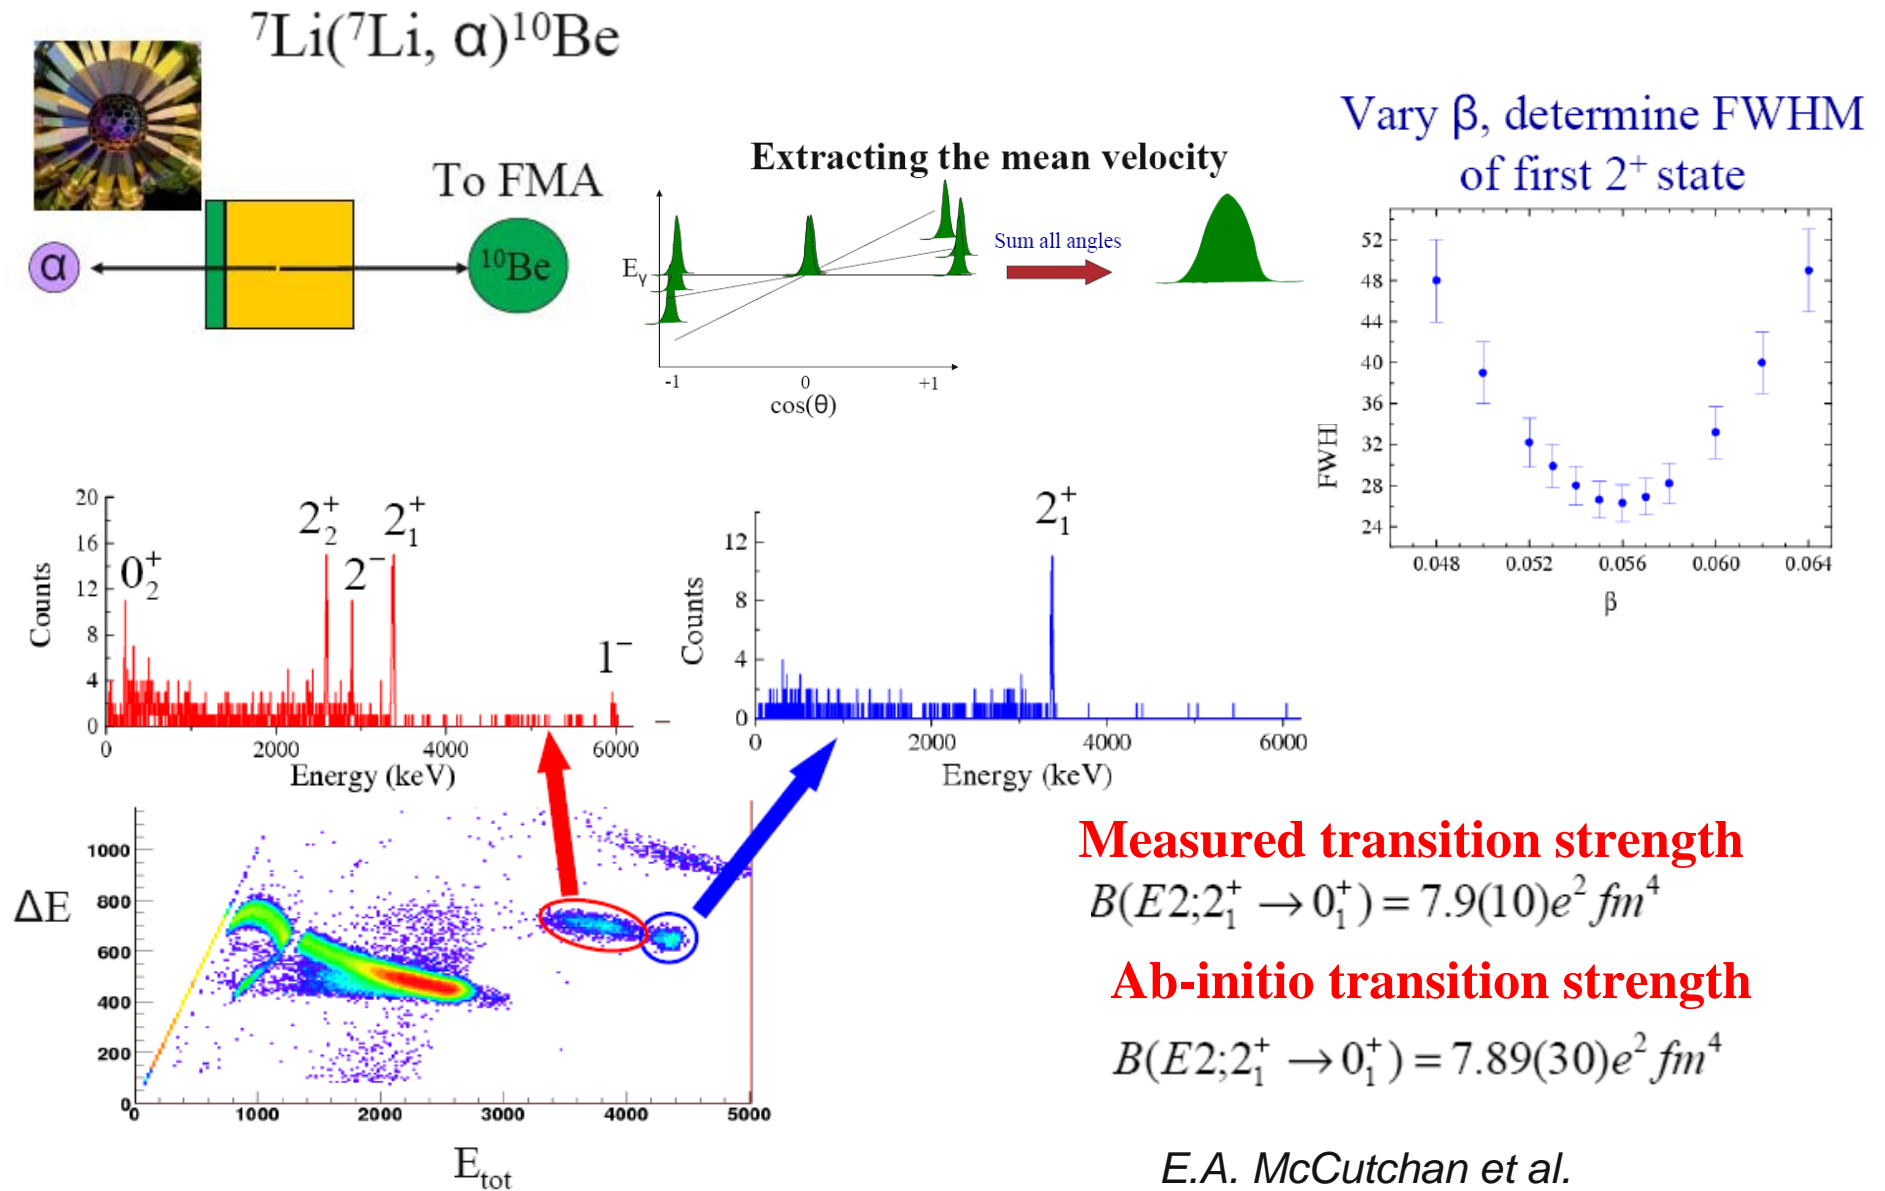 ⁷Li(⁷Li, α)¹⁰Be
To FMA
α
¹⁰Be
Extracting the mean velocity
Eγ
Sum all angles
-1 0 +1
cos(θ)
Vary β, determine FWHM
of first 2⁺ state
52
48
44
40
36
32
28
24
FWH
0.048 0.052 0.056 0.060 0.064
β
20
16
12
8
4
0
Counts
0₂⁺
2₂⁺
2⁻
2₁⁺
1⁻
0 2000 4000 6000
Energy (keV)
12
8
4
0
Counts
2₁⁺
0 2000 4000 6000
Energy (keV)
ΔE
1000
800
600
400
200
0
0 1000 2000 3000 4000 5000
Etot
Measured transition strength
B(E2;2₁⁺ → 0₁⁺) = 7.9(10)e² fm⁴
Ab-initio transition strength
B(E2;2₁⁺ → 0₁⁺) = 7.89(30)e² fm⁴
E.A. McCutchan et al.